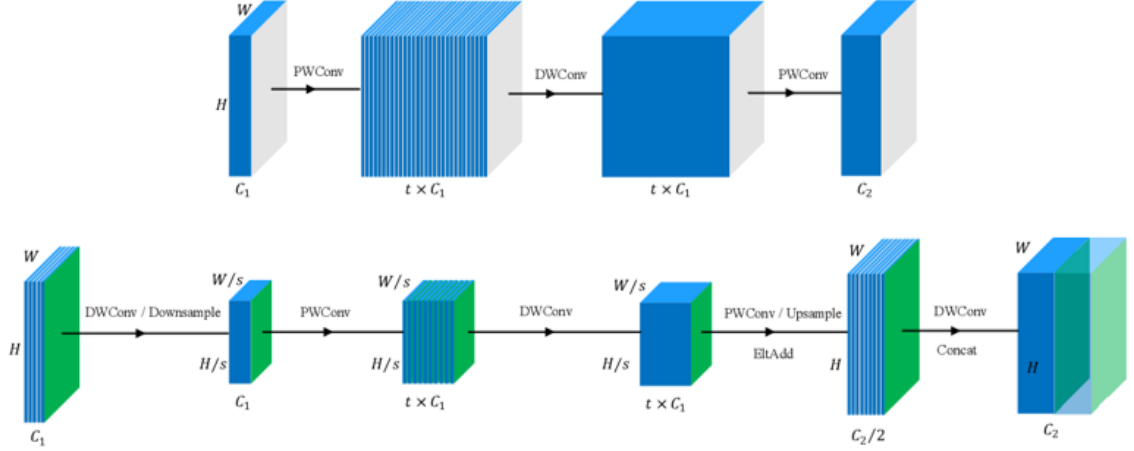 W
PWConv
DWConv
PWConv
H
C₁
t × C₁
t × C₁
C₂
W
W/s
W/s
W/s
W
W
DWConv / Downsample
PWConv
DWConv
PWConv / Upsample
DWConv
H
H/s
H/s
H/s
EltAdd
H
Concat
H
C₁
C₁
t × C₁
t × C₁
C₂/2
C₂